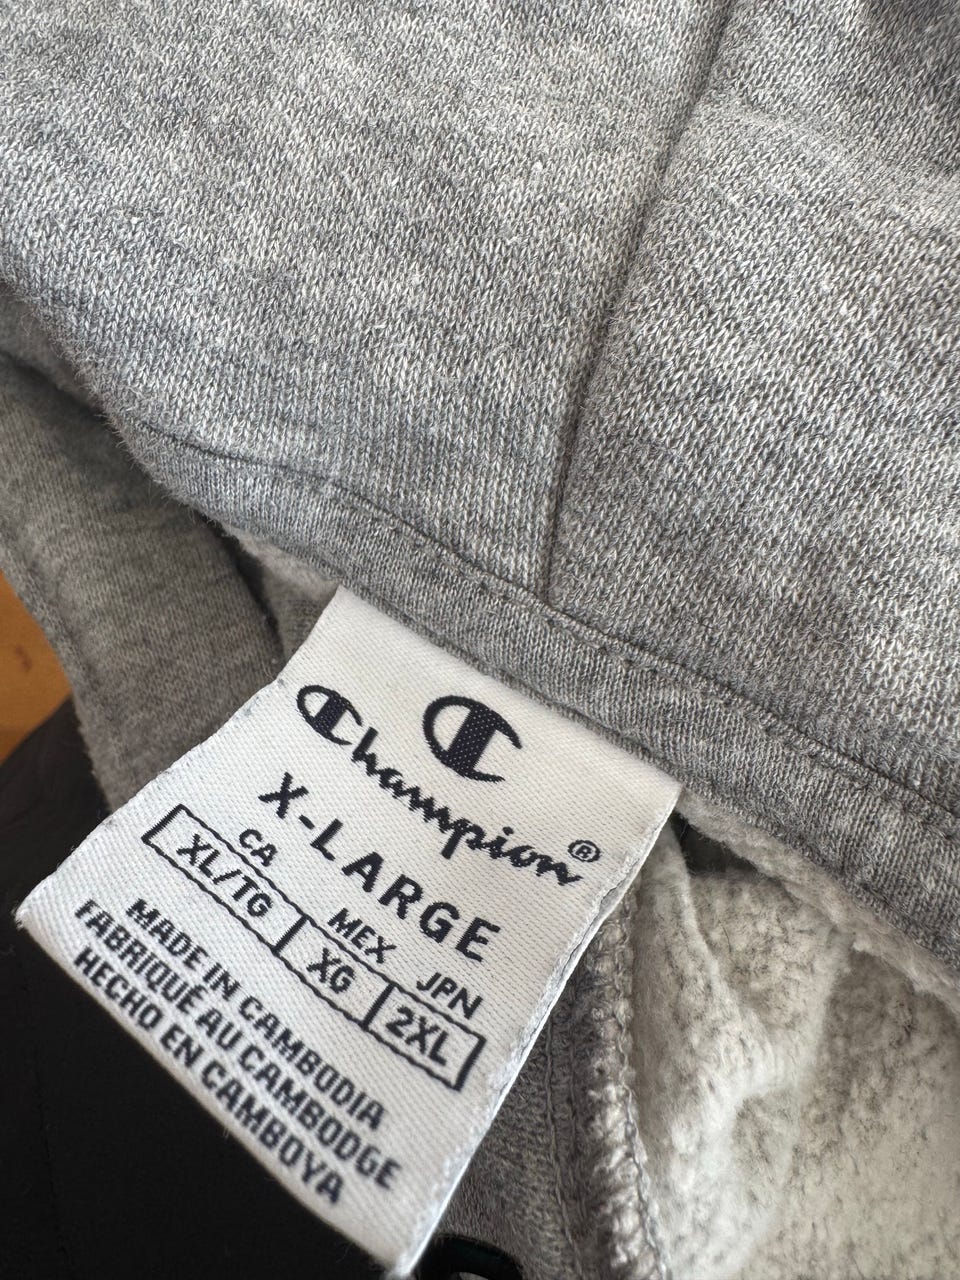 Champion®
X-LARGE
CA MEX JPN
XL/TG XG 2XL
MADE IN CAMBODIA
FABRIQUÉ AU CAMBODGE
HECHO EN CAMBOYA